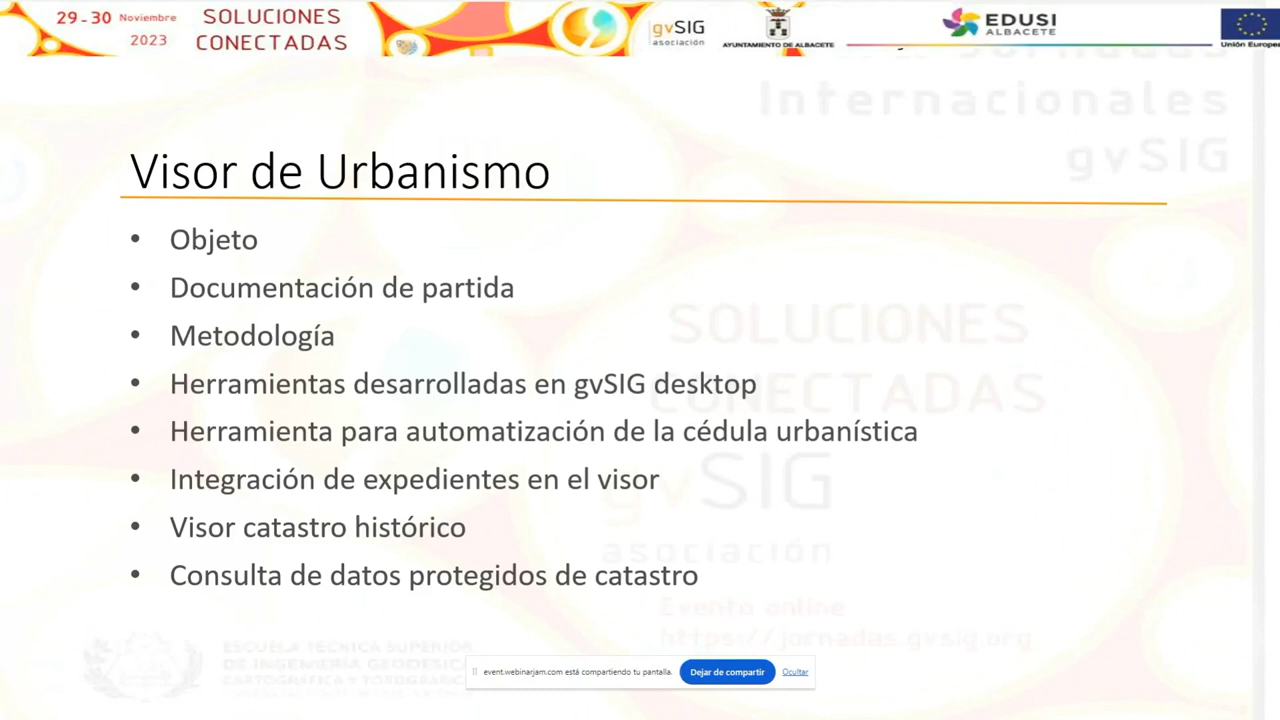 29-30 Noviembre
2023
SOLUCIONES
CONECTADAS
gvSIG
asociación
AYUNTAMIENTO DE ALBACETE
EDUSI
ALBACETE
Unión Europe
Internacionales
gvSIG
Visor de Urbanismo
• Objeto
• Documentación de partida
• Metodología
• Herramientas desarrolladas en gvSIG desktop
• Herramienta para automatización de la cédula urbanística
• Integración de expedientes en el visor
• Visor catastro histórico
• Consulta de datos protegidos de catastro
SOLUCIONES
CONECTADAS
gvSIG
asociación
Evento online
https://jornadas.gvsig.org
ESCUELA TÉCNICA SUPERIOR
DE INGENIERÍA GEODÉSICA
CARTOGRÁFICA Y TOPOGRÁFICA
event.webinarjam.com está compartiendo tu pantalla.
Dejar de compartir
Ocultar